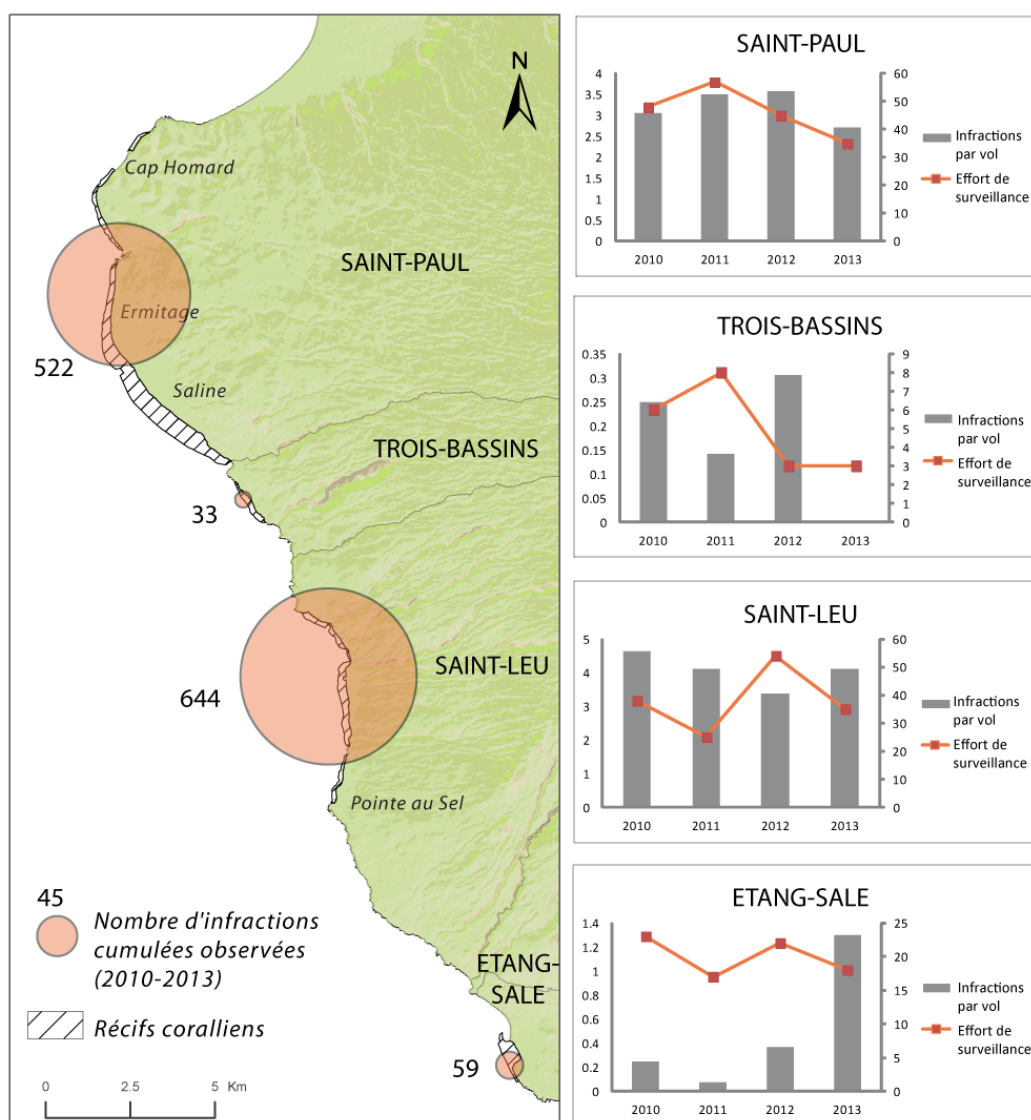 N
Cap Homard
SAINT-PAUL
Ermitage
522
Saline
TROIS-BASSINS
33
SAINT-LEU
644
Pointe au Sel
45
Nombre d'infractions
cumulées observées
(2010-2013)
ETANG-
SALE
Récifs coralliens
59
0 2.5 5 Km
SAINT-PAUL
4
3.5
3
2.5
2
1.5
1
0.5
0
60
50
40
30
20
10
0
2010 2011 2012 2013
Infractions
par vol
Effort de
surveillance
TROIS-BASSINS
0.35
0.3
0.25
0.2
0.15
0.1
0.05
0
9
8
7
6
5
4
3
2
1
0
2010 2011 2012 2013
Infractions
par vol
Effort de
surveillance
SAINT-LEU
5
4
3
2
1
0
60
50
40
30
20
10
0
2010 2011 2012 2013
Infractions
par vol
Effort de
surveillance
ETANG-SALE
1.4
1.2
1
0.8
0.6
0.4
0.2
0
25
20
15
10
5
0
2010 2011 2012 2013
Infractions
par vol
Effort de
surveillance